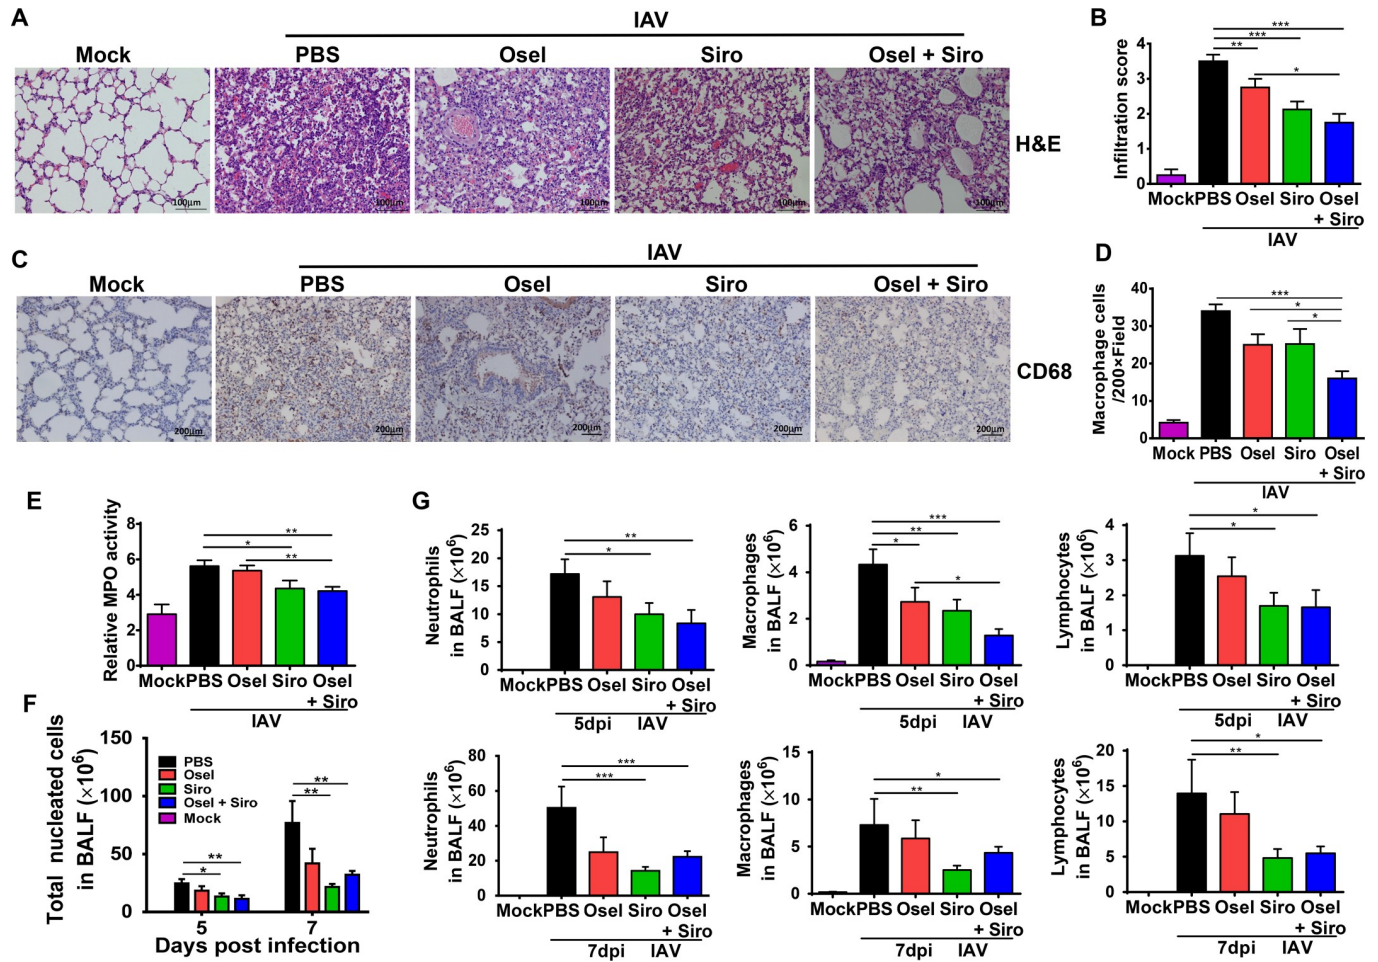 A
IAV
Mock
PBS
Osel
Siro
Osel + Siro
100μm
100μm
100μm
100μm
100μm
H&E
B
Infiltration score
4
3
2
1
0
***
***
**
*
Mock PBS Osel Siro Osel
+ Siro
IAV
C
IAV
Mock
PBS
Osel
Siro
Osel + Siro
200μm
200μm
200μm
200μm
200μm
CD68
D
Macrophage cells
/200×Field
40
30
20
10
0
***
*
*
Mock PBS Osel Siro Osel
+ Siro
IAV
E
Relative MPO activity
8
6
4
2
0
**
*
**
Mock PBS Osel Siro Osel
+ Siro
IAV
F
Total nucleated cells
in BALF (×10⁶)
150
100
50
0
PBS
Osel
Siro
Osel + Siro
Mock
**
*
**
**
5
7
Days post infection
G
Neutrophils
in BALF (×10⁶)
25
20
15
10
5
0
**
*
Mock PBS Osel Siro Osel
+ Siro
5dpi IAV
Macrophages
in BALF (×10⁶)
6
4
2
0
***
**
*
*
Mock PBS Osel Siro Osel
+ Siro
5dpi IAV
Lymphocytes
in BALF (×10⁶)
4
3
2
1
0
*
*
Mock PBS Osel Siro Osel
+ Siro
5dpi IAV
Neutrophils
in BALF (×10⁶)
80
60
40
20
0
***
***
Mock PBS Osel Siro Osel
+ Siro
7dpi IAV
Macrophages
in BALF (×10⁶)
15
10
5
0
*
**
Mock PBS Osel Siro Osel
+ Siro
7dpi IAV
Lymphocytes
in BALF (×10⁶)
20
15
10
5
0
*
**
Mock PBS Osel Siro Osel
+ Siro
7dpi IAV